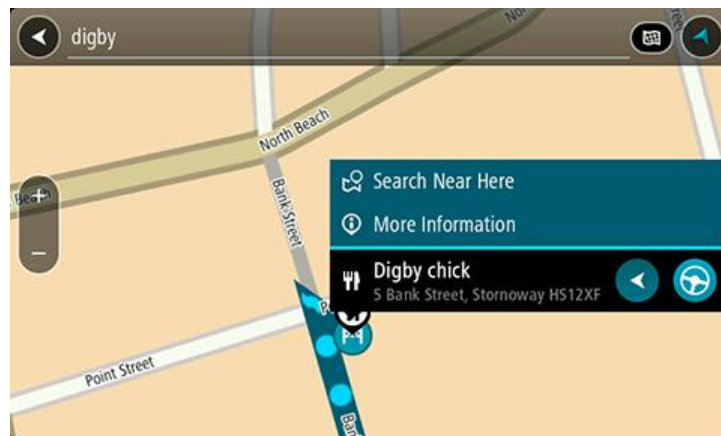 digby
North Beach
Bank Street
Search Near Here
More Information
Digby chick
5 Bank Street, Stornoway HS12XF
Point Street